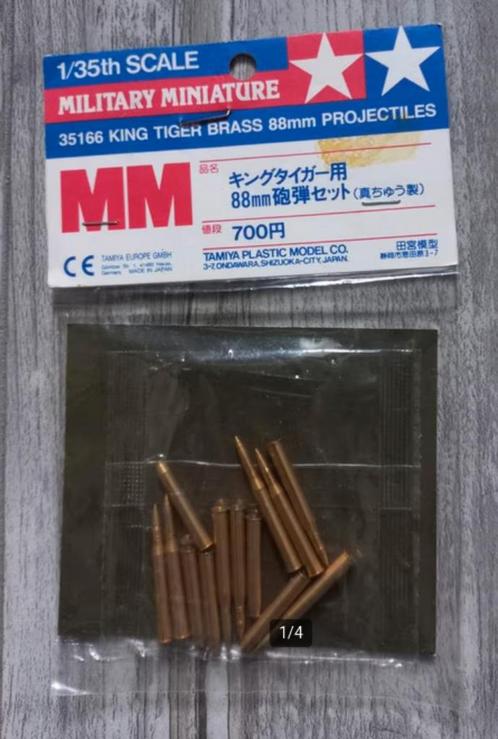 1/35th SCALE
MILITARY MINIATURE
35166 KING TIGER BRASS 88mm PROJECTILES
MM
品名
キングタイガー用
88mm砲弾セット(真ちゅう製)
値段 700円
CE
TAMIYA EUROPE GMBH
Germany. MADE IN JAPAN
TAMIYA PLASTIC MODEL CO.
3-7, ONDAWARA, SHIZUOKA-CITY, JAPAN.
田宮模型
静岡市恩田原3-7
1/4